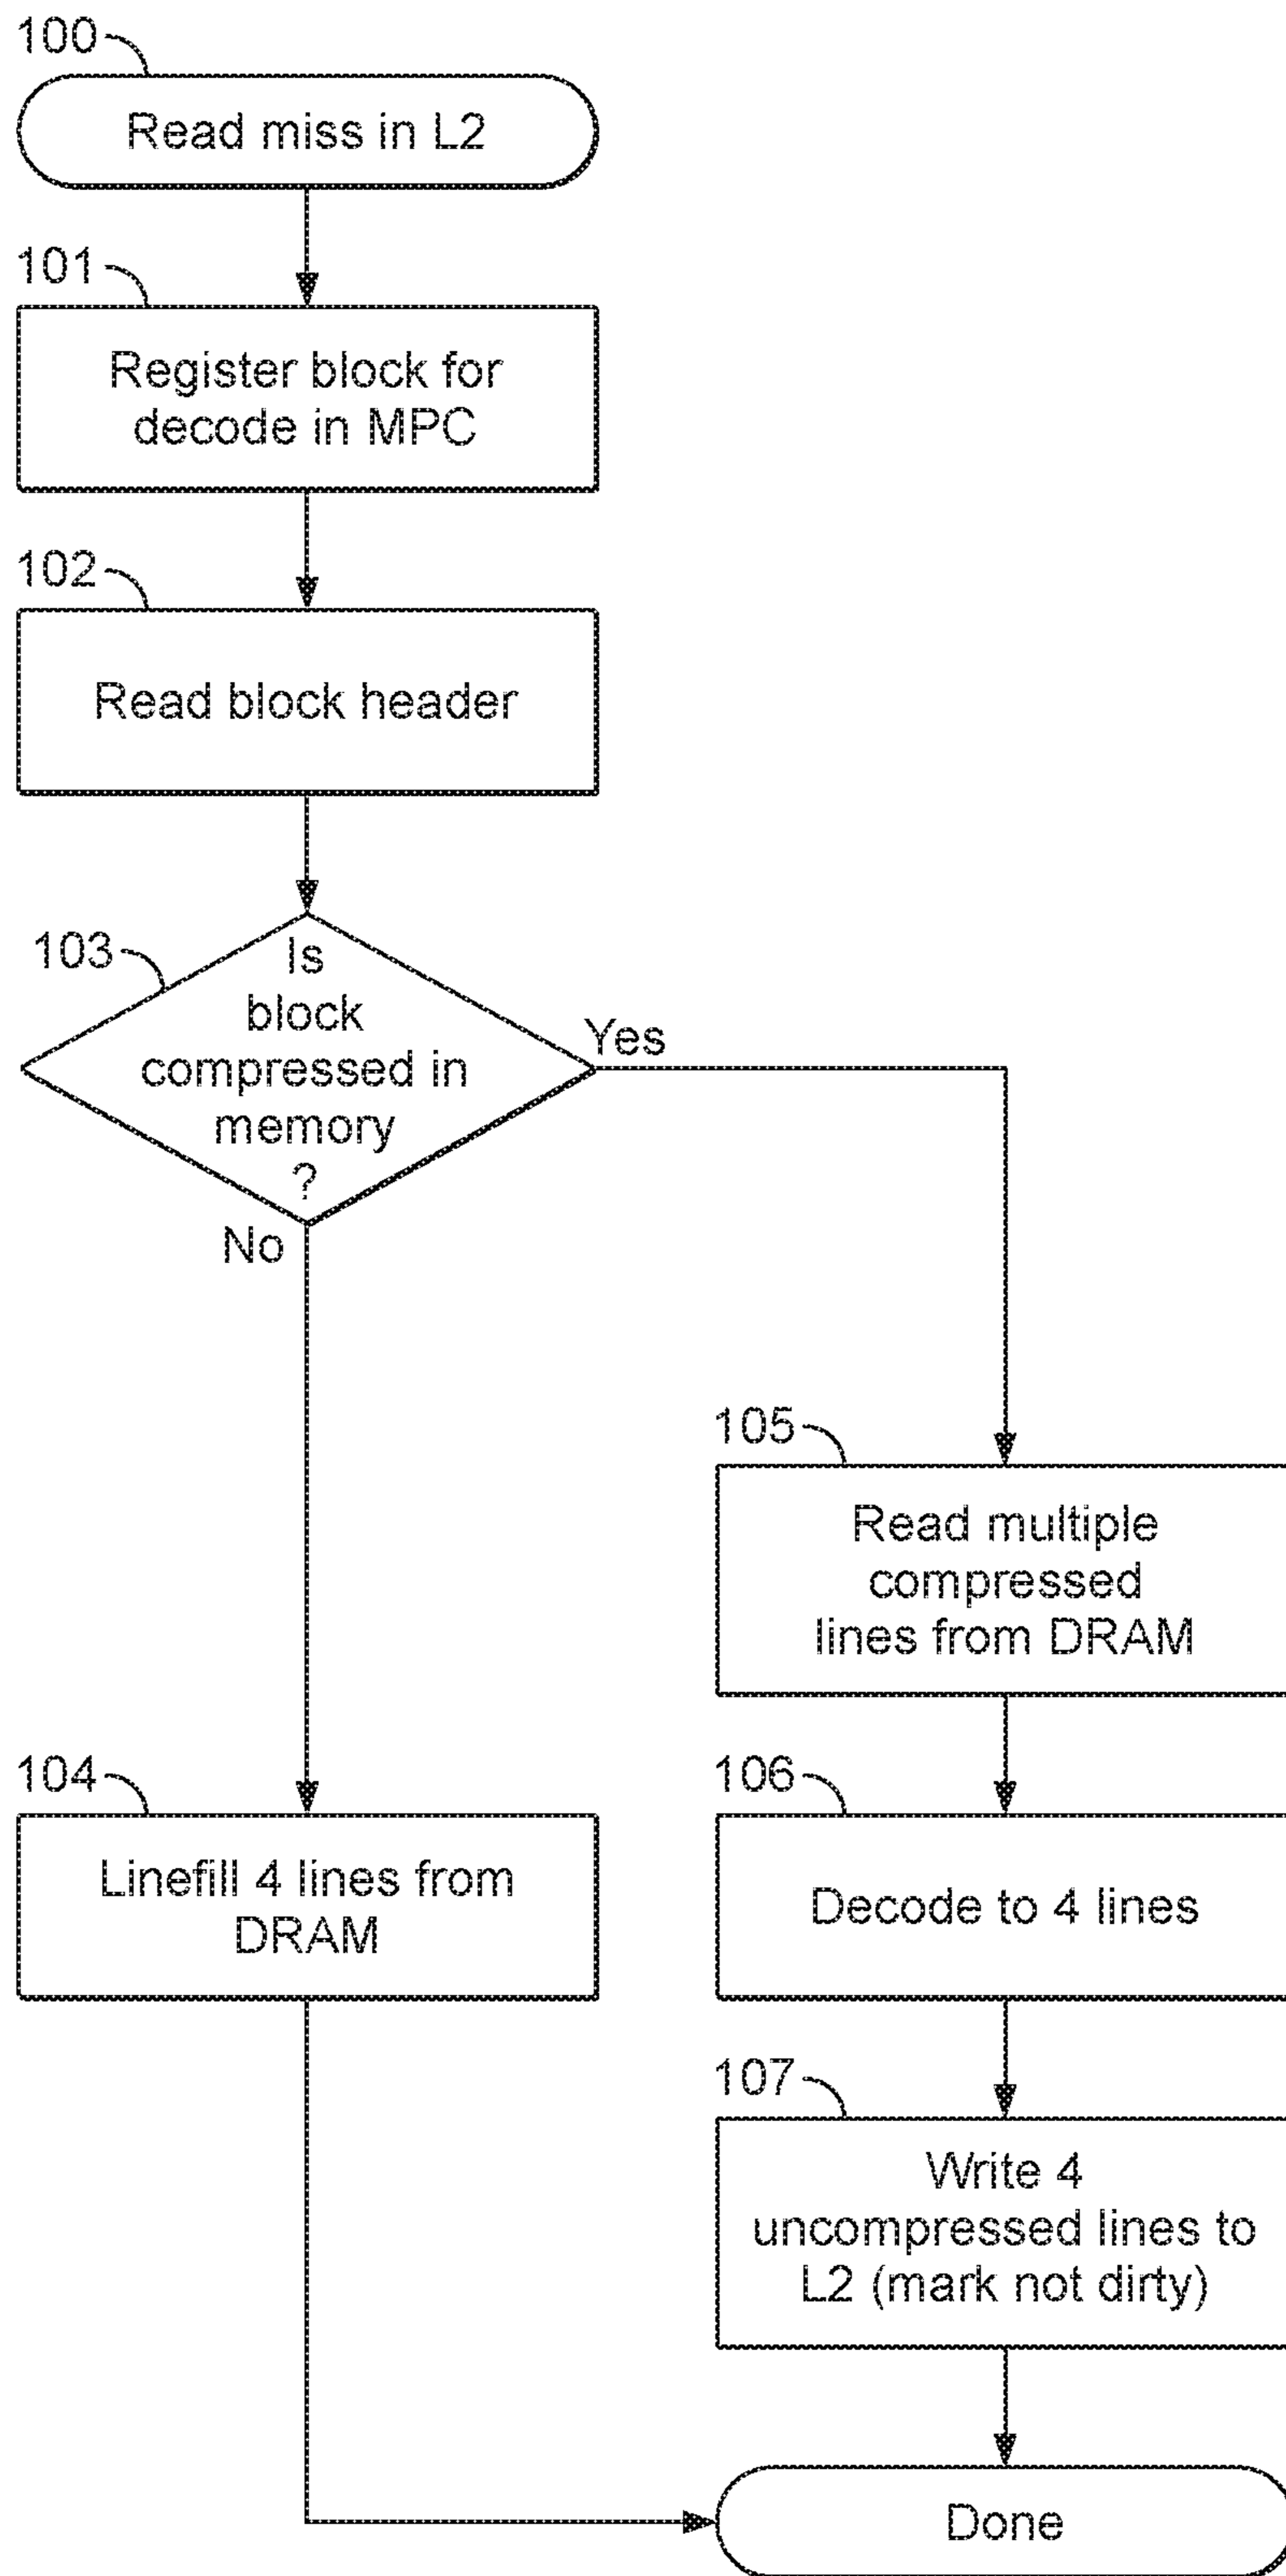 100
Read miss in L2
101
Register block for
decode in MPC
102
Read block header
103
Is
block
compressed in
memory
?
Yes
No
105
Read multiple
compressed
lines from DRAM
104
Linefill 4 lines from
DRAM
106
Decode to 4 lines
107
Write 4
uncompressed lines to
L2 (mark not dirty)
Done